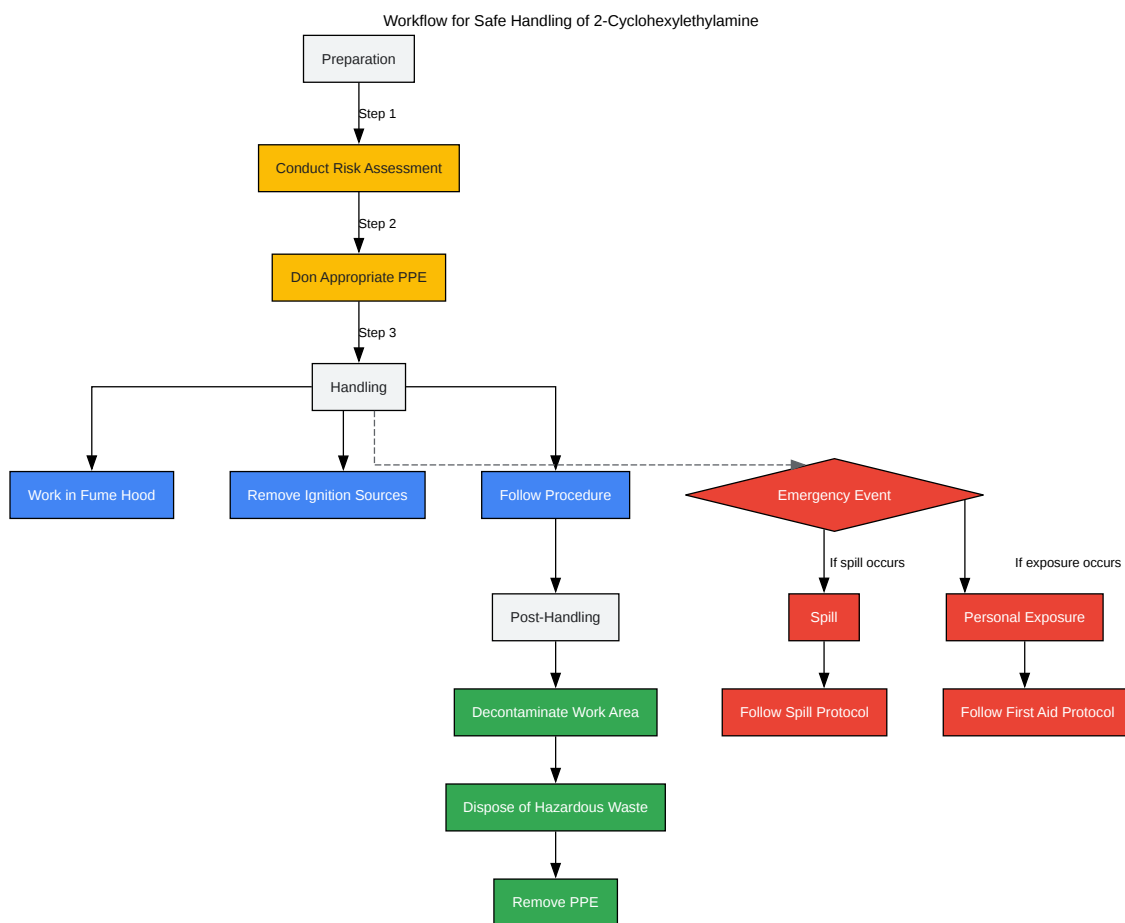 Workflow for Safe Handling of 2-Cyclohexylethylamine
Preparation
Step 1
Conduct Risk Assessment
Step 2
Don Appropriate PPE
Step 3
Handling
Work in Fume Hood
Remove Ignition Sources
Follow Procedure
Emergency Event
If spill occurs
If exposure occurs
Post-Handling
Spill
Personal Exposure
Decontaminate Work Area
Follow Spill Protocol
Follow First Aid Protocol
Dispose of Hazardous Waste
Remove PPE